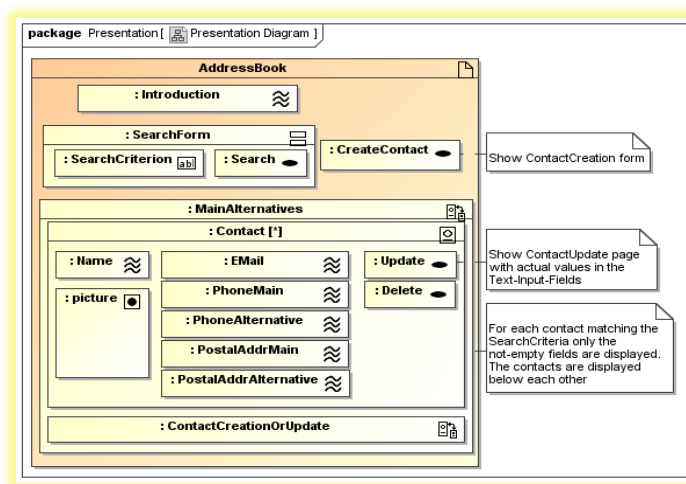 package Presentation [ Presentation Diagram ]
AddressBook
: Introduction
: SearchForm
: SearchCriterion ab|
: Search
: CreateContact
Show ContactCreation form
: MainAlternatives
: Contact [*]
: Name
: EMail
: Update
: picture
: PhoneMain
: Delete
: PhoneAlternative
: PostalAddrMain
: PostalAddrAlternative
Show ContactUpdate page
with actual values in the
Text-Input-Fields
For each contact matching the
SearchCriteria only the
not-empty fields are displayed.
The contacts are displayed
below each other
: ContactCreationOrUpdate